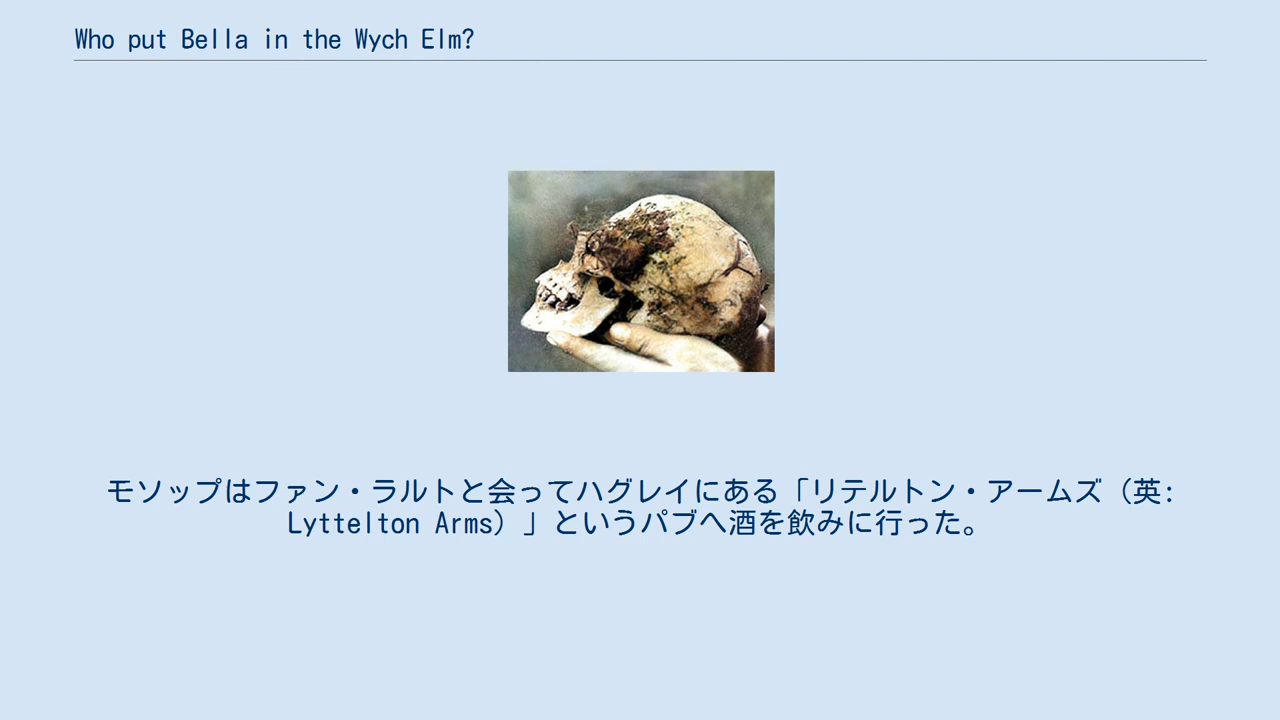 Who put Bella in the Wych Elm?
モソップはファン・ラルトと会ってハグレイにある「リテルトン・アームズ（英:
Lyttelton Arms）」というパブへ酒を飲みに行った。